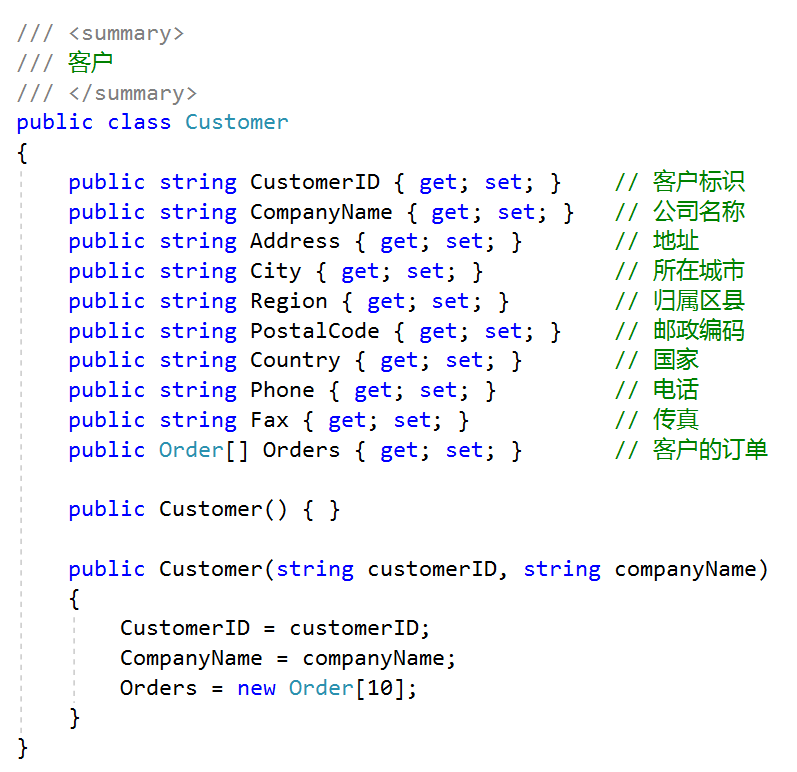 /// <summary>
/// 客户
/// </summary>
public class Customer
{
    public string CustomerID { get; set; }    // 客户标识
    public string CompanyName { get; set; }   // 公司名称
    public string Address { get; set; }       // 地址
    public string City { get; set; }          // 所在城市
    public string Region { get; set; }        // 归属区县
    public string PostalCode { get; set; }    // 邮政编码
    public string Country { get; set; }       // 国家
    public string Phone { get; set; }         // 电话
    public string Fax { get; set; }           // 传真
    public Order[] Orders { get; set; }       // 客户的订单

    public Customer() { }

    public Customer(string customerID, string companyName)
    {
        CustomerID = customerID;
        CompanyName = companyName;
        Orders = new Order[10];
    }
}